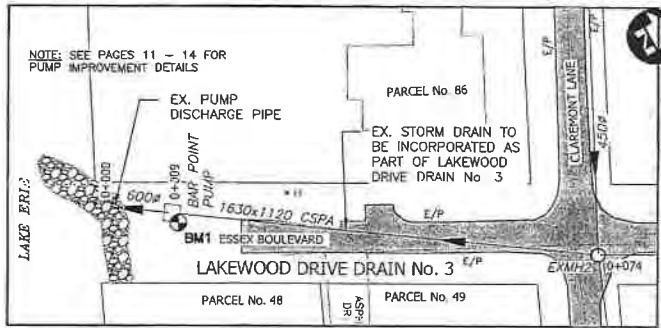 NOTE: SEE PAGES 11 - 14 FOR
PUMP IMPROVEMENT DETAILS
EX. PUMP
DISCHARGE PIPE
PARCEL No. 86
EX. STORM DRAIN TO
BE INCORPORATED AS
PART OF LAKEWOOD
DRIVE DRAIN No 3
E/P
CLAREMONT LANE
450ø
E/P
LAKE ERIE
0+000
600ø
0+009
BAR POINT
PUMP
1630x1120 CSPA
E/P
BM1
ESSEX BOULEVARD
LAKEWOOD DRIVE DRAIN No. 3
E/P
EXMH2
0+074
PARCEL No. 48
DR
PARCEL No. 49